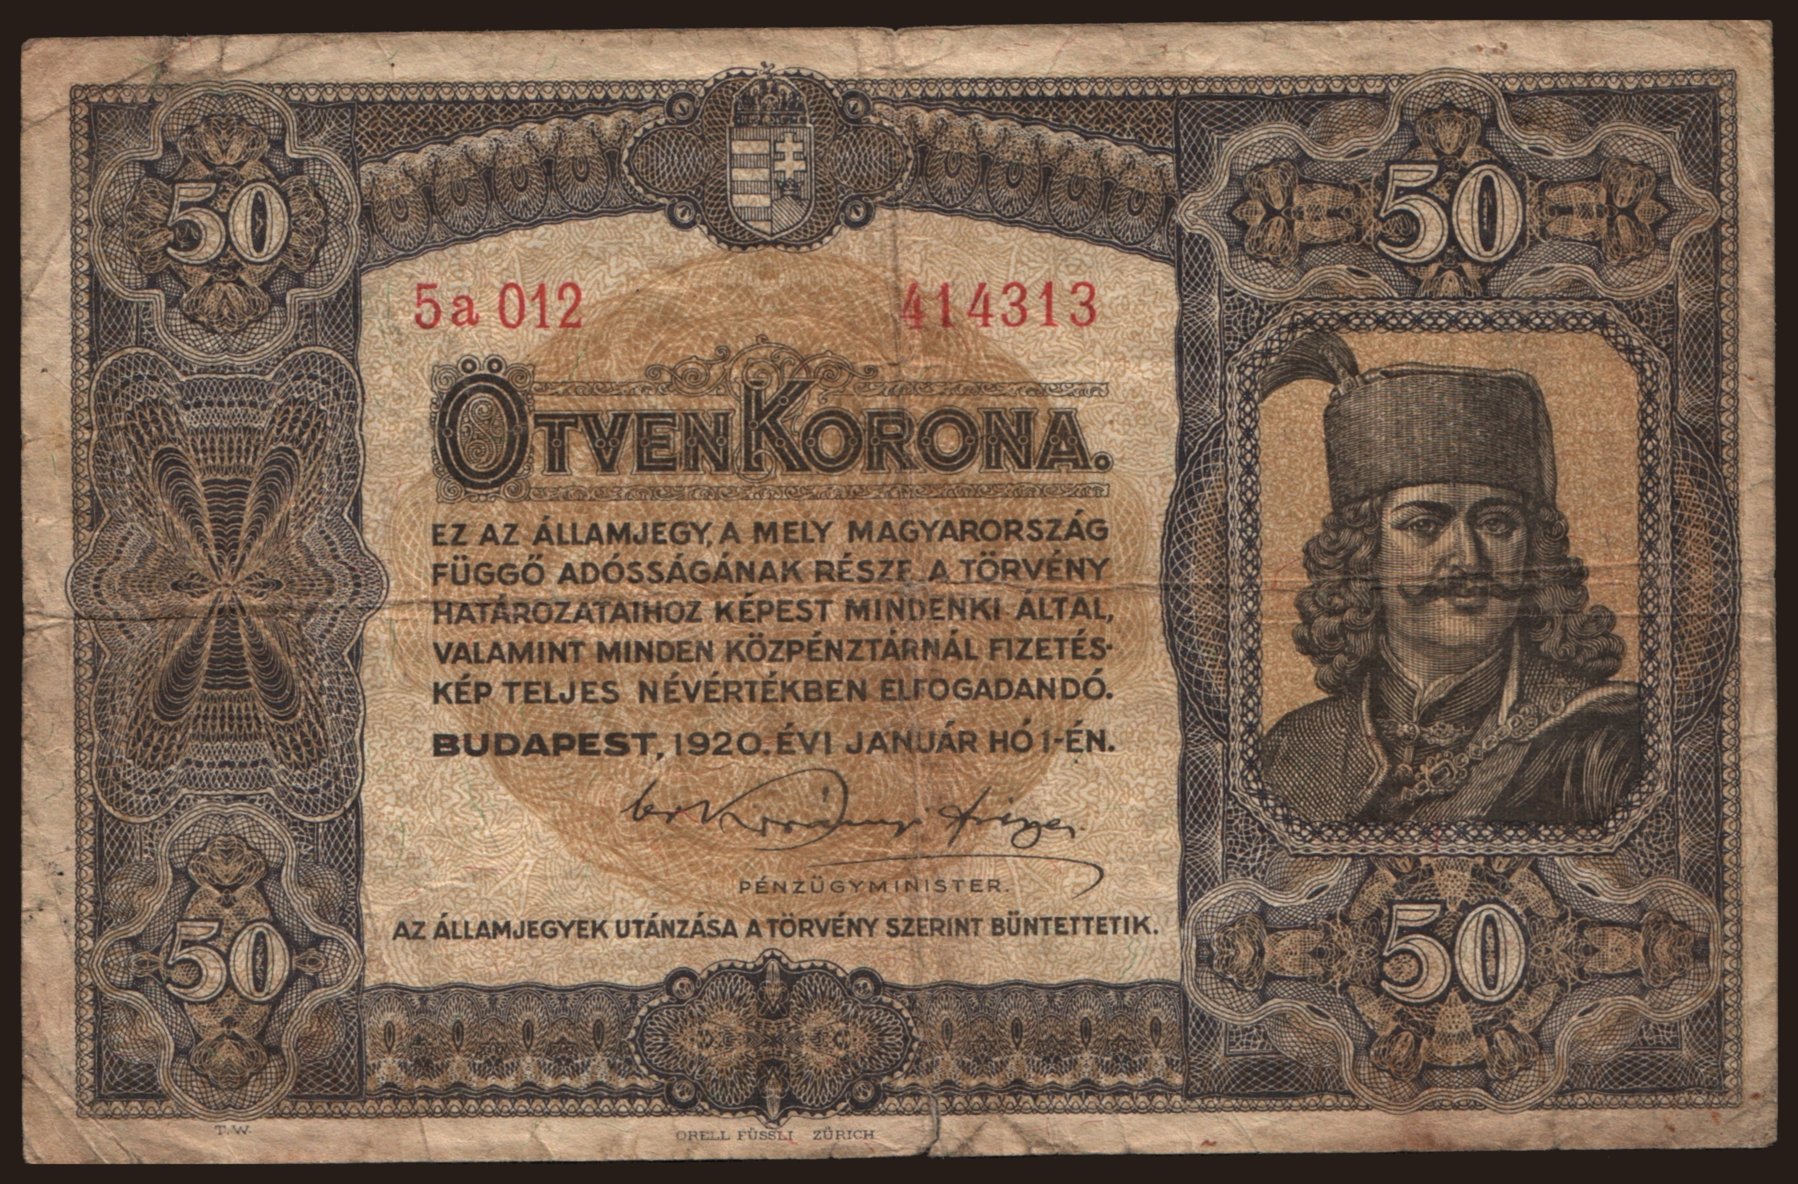 50
50
5a 012
414313
ÖTVEN KORONA.
EZ AZ ÁLLAMJEGY, A MELY MAGYARORSZÁG
FÜGGŐ ADÓSSÁGÁNAK RÉSZE A TÖRVÉNY
HATÁROZATAIHOZ KÉPEST MINDENKI ÁLTAL,
VALAMINT MINDEN KÖZPÉNZTÁRNÁL FIZETÉS-
KÉP TELJES NÉVÉRTÉKBEN ELFOGADANDÓ.
BUDAPEST, 1920. ÉVI JANUÁR HÓ 1-ÉN.
PÉNZÜGYMINISTER.
AZ ÁLLAMJEGYEK UTÁNZÁSA A TÖRVÉNY SZERINT BÜNTETTETIK.
50
50
T.W.
ORELL FÜSSLI ZÜRICH